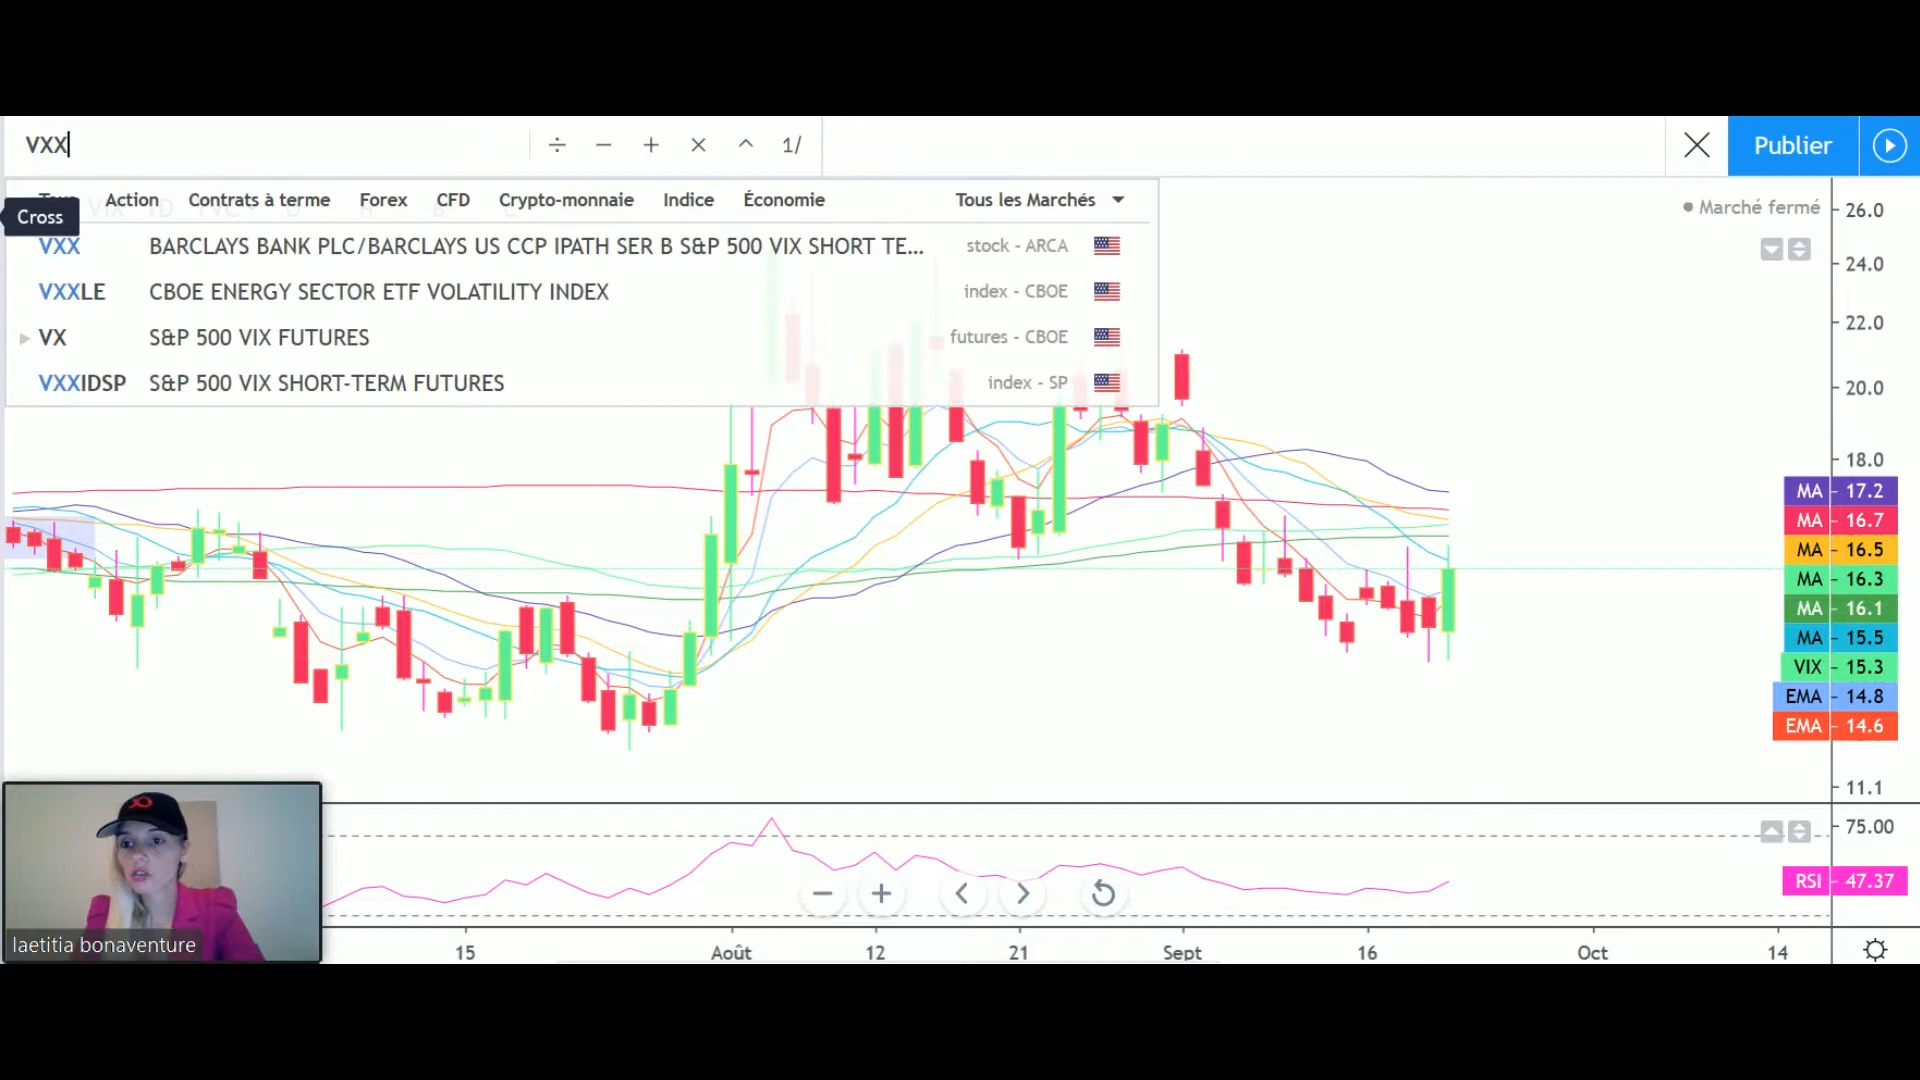 VXX
÷ − + × ^ 1/
Publier
Action Contrats à terme Forex CFD Crypto-monnaie Indice Économie Tous les Marchés
Cross
VXX BARCLAYS BANK PLC/BARCLAYS US CCP IPATH SER B S&P 500 VIX SHORT TE... stock - ARCA
VXXLE CBOE ENERGY SECTOR ETF VOLATILITY INDEX index - CBOE
VX S&P 500 VIX FUTURES futures - CBOE
VXXIDSP S&P 500 VIX SHORT-TERM FUTURES index - SP
Marché fermé
26.0
24.0
22.0
20.0
18.0
MA 17.2
MA 16.7
MA 16.5
MA 16.3
MA 16.1
MA 15.5
VIX 15.3
EMA 14.8
EMA 14.6
11.1
75.00
RSI 47.37
laetitia bonaventure
15 Août 12 21 Sept 16 Oct 14